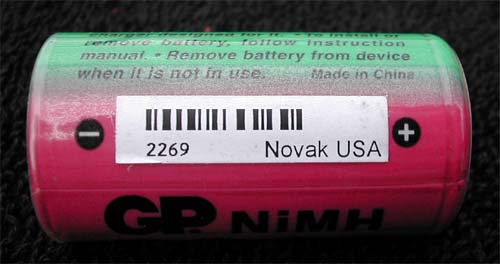 charger designed for it. • To install or
remove battery, follow instruction
manual. • Remove battery from device
when it is not in use. Made in China
- +
2269 Novak USA
GP NiMH